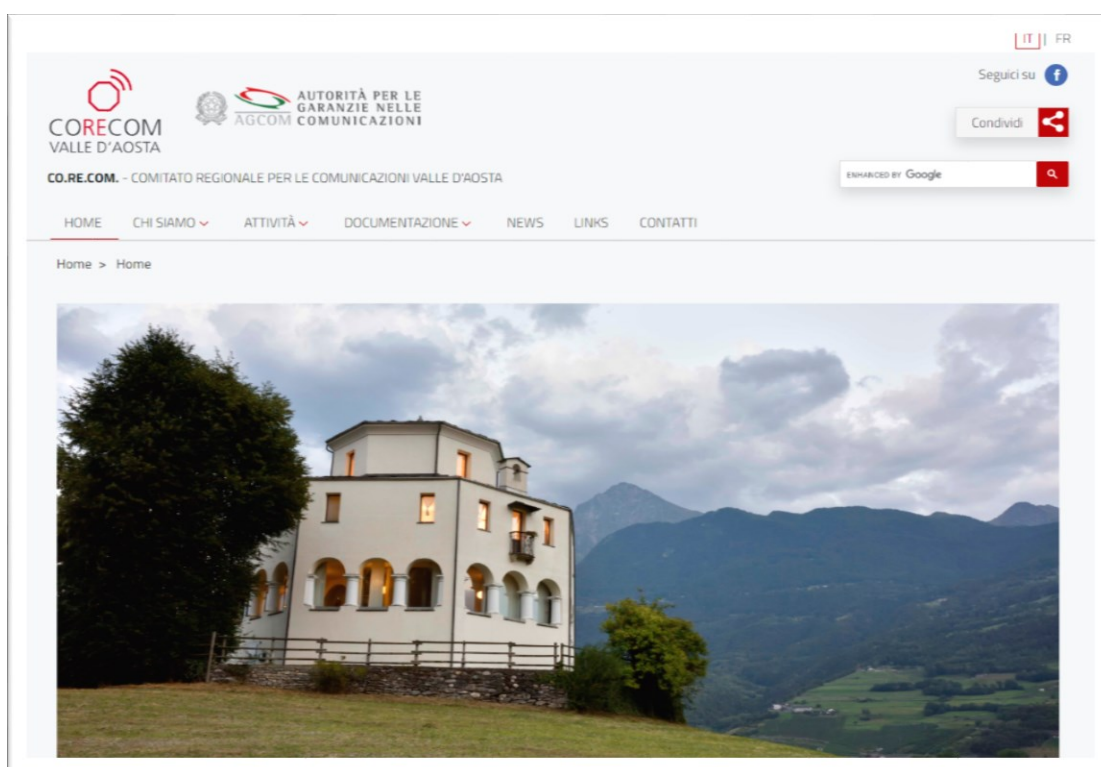 IT | FR
Seguici su
CORECOM
VALLE D'AOSTA
AGCOM
AUTORITÀ PER LE
GARANZIE NELLE
COMUNICAZIONI
Condividi
CO.RE.COM. - COMITATO REGIONALE PER LE COMUNICAZIONI VALLE D'AOSTA
ENHANCED BY Google
HOME CHI SIAMO ATTIVITÀ DOCUMENTAZIONE NEWS LINKS CONTATTI
Home > Home